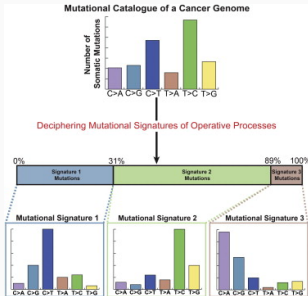 Mutational Catalogue of a Cancer Genome
Number of
Somatic Mutations
C>A C>G C>T T>A T>C T>G
Deciphering Mutational Signatures of Operative Processes
0% 31% 89% 100%
Signature 1
Mutations
Signature 2
Mutations
Signature 3
Mutations
Mutational Signature 1
C>A C>G C>T T>A T>C T>G
Mutational Signature 2
C>A C>G C>T T>A T>C T>G
Mutational Signature 3
C>A C>G C>T T>A T>C T>G